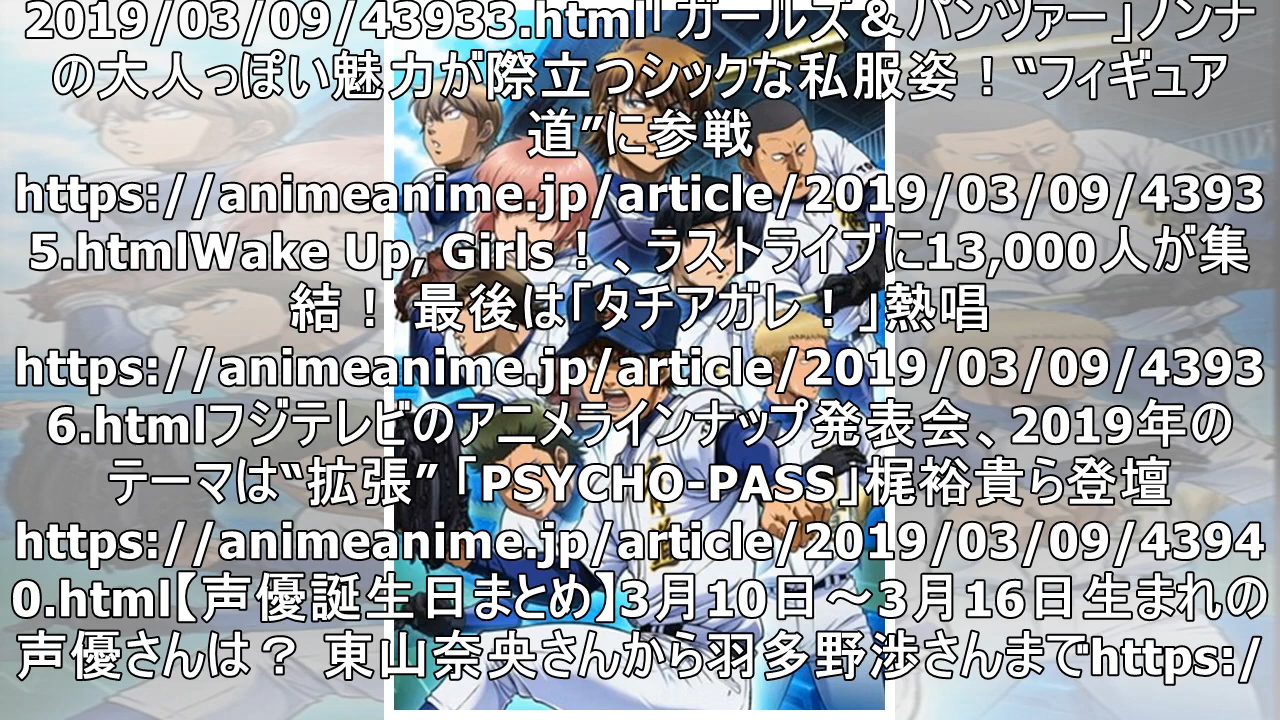 2019/03/09/43933.html「ガールズ＆パンツァー」ノンナ
の大人っぽい魅力が際立つシックな私服姿！“フィギュア
道”に参戦
https://animeanime.jp/article/2019/03/09/4393
5.htmlWake Up, Girls！、ラストライブに13,000人が集
結！ 最後は「タチアガレ！」熱唱
https://animeanime.jp/article/2019/03/09/4393
6.htmlフジテレビのアニメラインナップ発表会、2019年の
テーマは“拡張” 「PSYCHO-PASS」梶裕貴ら登壇
https://animeanime.jp/article/2019/03/09/4394
0.html【声優誕生日まとめ】3月10日～3月16日生まれの
声優さんは？ 東山奈央さんから羽多野渉さんまでhttps:/